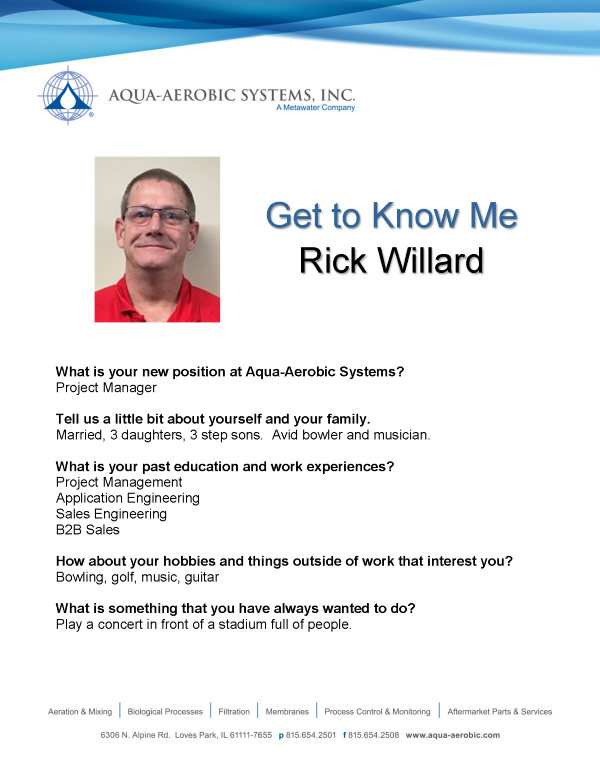 AQUA-AEROBIC SYSTEMS, INC.
A Metawater Company
®
Get to Know Me
Rick Willard
What is your new position at Aqua-Aerobic Systems?
Project Manager
Tell us a little bit about yourself and your family.
Married, 3 daughters, 3 step sons.  Avid bowler and musician.
What is your past education and work experiences?
Project Management
Application Engineering
Sales Engineering
B2B Sales
How about your hobbies and things outside of work that interest you?
Bowling, golf, music, guitar
What is something that you have always wanted to do?
Play a concert in front of a stadium full of people.
Aeration & Mixing | Biological Processes | Filtration | Membranes | Process Control & Monitoring | Aftermarket Parts & Services
6306 N. Alpine Rd.  Loves Park, IL 61111-7655  p 815.654.2501  f 815.654.2508  www.aqua-aerobic.com